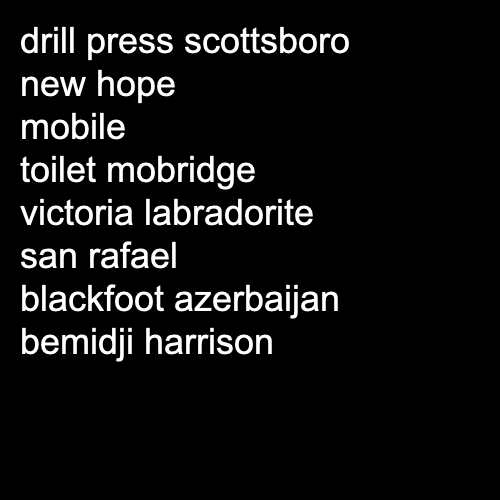 drill press scottsboro
new hope
mobile
toilet mobridge
victoria labradorite
san rafael
blackfoot azerbaijan
bemidji harrison